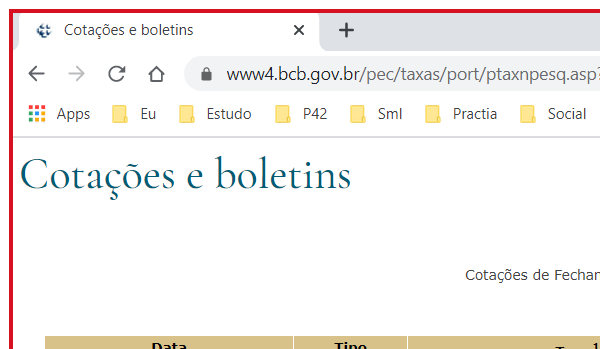 Cotações e boletins
www4.bcb.gov.br/pec/taxas/port/ptaxnpesq.asp?
Apps Eu Estudo P42 Sml Practia Social
Cotações e boletins
Cotações de Fechar
Data Tipo